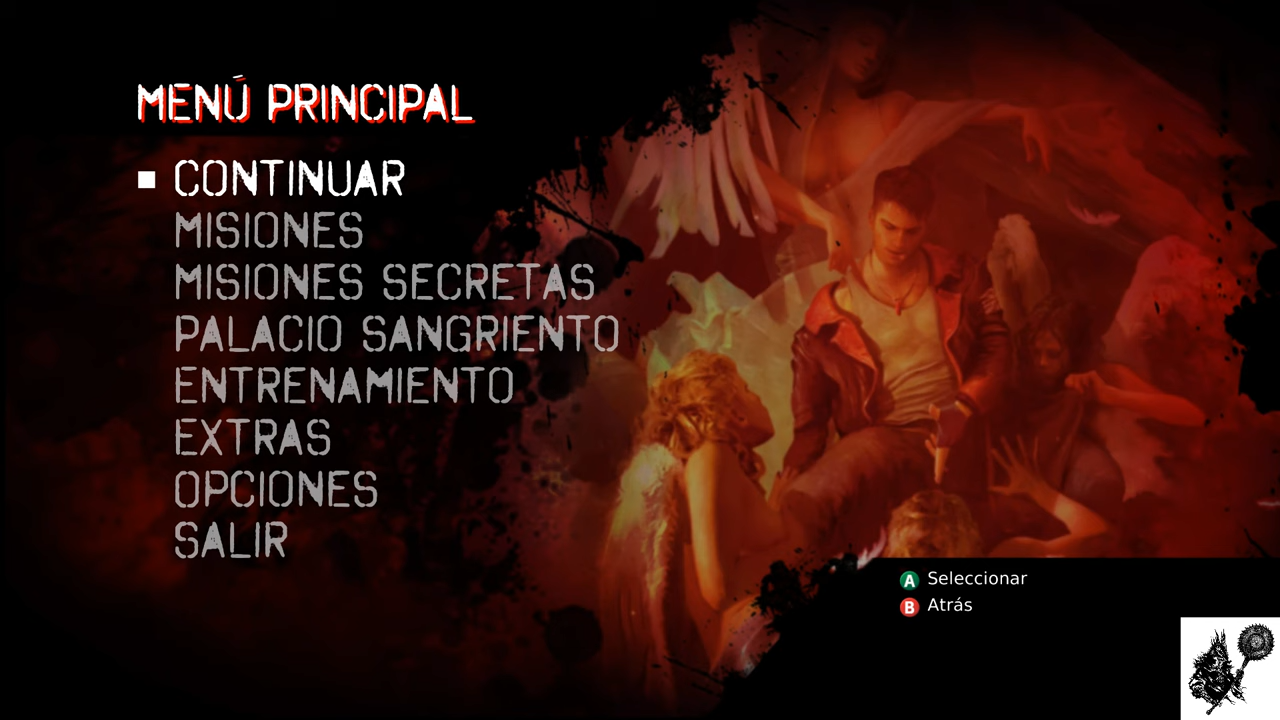 MENÚ PRINCIPAL
CONTINUAR
MISIONES
MISIONES SECRETAS
PALACIO SANGRIENTO
ENTRENAMIENTO
EXTRAS
OPCIONES
SALIR
A Seleccionar
B Atrás